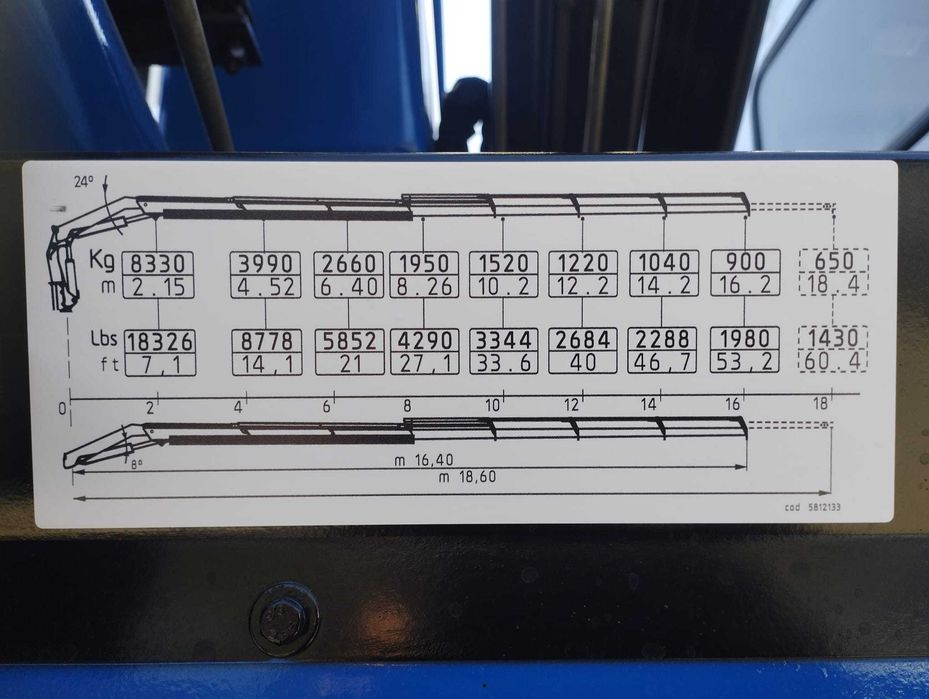 24°
Kg 8330 3990 2660 1950 1520 1220 1040 900 650
m 2.15 4.52 6.40 8.26 10.2 12.2 14.2 16.2 18.4
Lbs 18326 8778 5852 4290 3344 2684 2288 1980 1430
ft 7,1 14,1 21 27,1 33.6 40 46,7 53,2 60.4
0 2 4 6 8 10 12 14 16 18
8°
m 16,40
m 18,60
cod 5812133